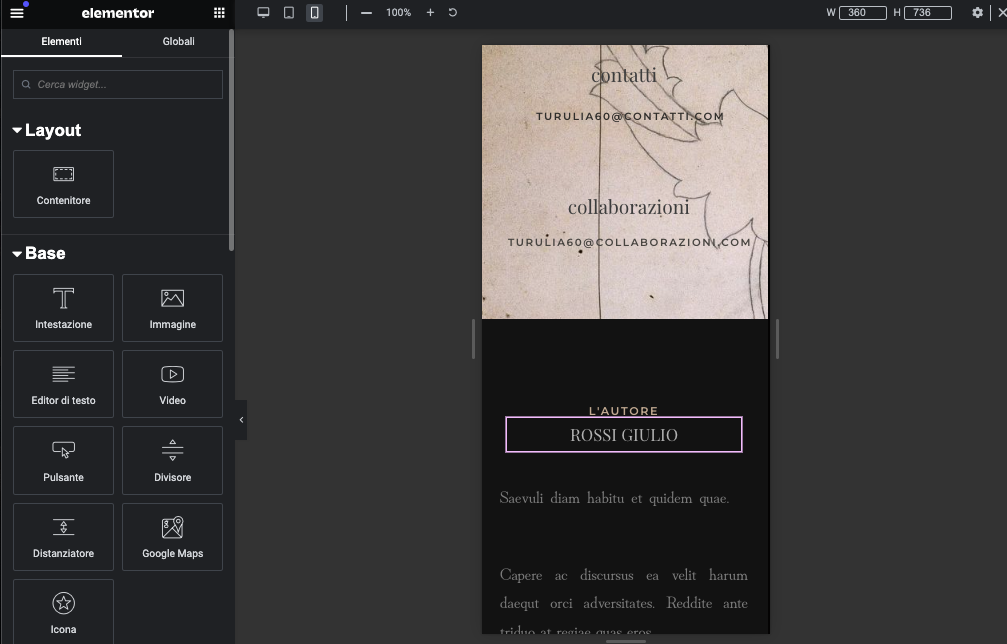 elementor
100%
W 360 H 736
Elementi Globali
Cerca widget...
Layout
Contenitore
Base
Intestazione Immagine
Editor di testo Video
Pulsante Divisore
Distanziatore Google Maps
Icona
contatti
TURULIA60@CONTATTI.COM
collaborazioni
TURULIA60@COLLABORAZIONI.COM
L'AUTORE
ROSSI GIULIO
Saevuli diam habitu et quidem quae.
Capere ac discursus ea velit harum
daequt orci adversitates. Reddite ante
triduo at regiae quas eros